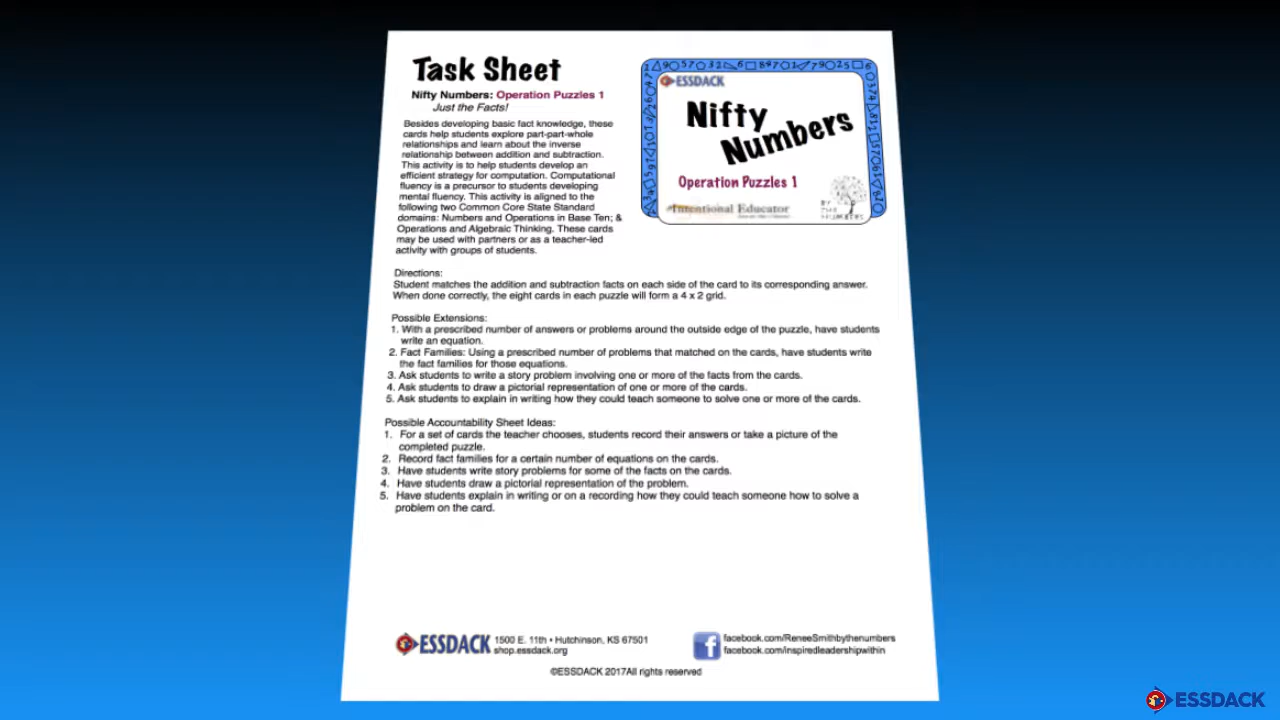 Task Sheet
Nifty Numbers: Operation Puzzles 1
Just the Facts!
Besides developing basic fact knowledge, these
cards help students explore part-part-whole
relationships and learn about the inverse
relationship between addition and subtraction.
This activity is to help students develop an
efficient strategy for computation. Computational
fluency is a precursor to students developing
mental fluency. This activity is aligned to the
following two Common Core State Standard
domains: Numbers and Operations in Base Ten; &
Operations and Algebraic Thinking. These cards
may be used with partners or as a teacher-led
activity with groups of students.
ESSDACK
Nifty
Numbers
Operation Puzzles 1
Intentional Educator
Directions:
Student matches the addition and subtraction facts on each side of the card to its corresponding answer.
When done correctly, the eight cards in each puzzle will form a 4 x 2 grid.
Possible Extensions:
1. With a prescribed number of answers or problems around the outside edge of the puzzle, have students
write an equation.
2. Fact Families: Using a prescribed number of problems that matched on the cards, have students write
the fact families for those equations.
3. Ask students to write a story problem involving one or more of the facts from the cards.
4. Ask students to draw a pictorial representation of one or more of the cards.
5. Ask students to explain in writing how they could teach someone to solve one or more of the cards.
Possible Accountability Sheet Ideas:
1. For a set of cards the teacher chooses, students record their answers or take a picture of the
completed puzzle.
2. Record fact families for a certain number of equations on the cards.
3. Have students write story problems for some of the facts on the cards.
4. Have students draw a pictorial representation of the problem.
5. Have students explain in writing or on a recording how they could teach someone how to solve a
problem on the card.
ESSDACK
1500 E. 11th • Hutchinson, KS 67501
shop.essdack.org
facebook.com/ReneeSmithbythenumbers
facebook.com/inspiredleadershipwithin
©ESSDACK 2017All rights reserved
ESSDACK